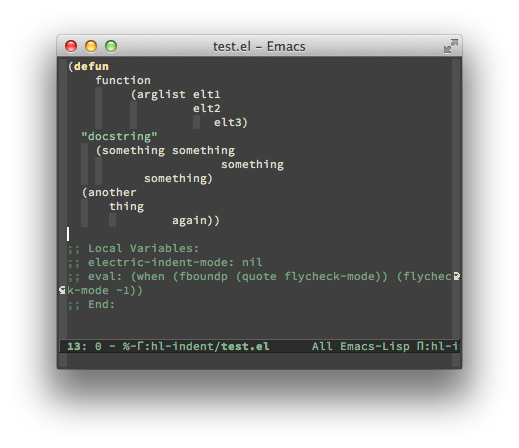 test.el – Emacs
(defun
function
(arglist elt1
elt2
elt3)
"docstring"
(something something
something
something)
(another
thing
again))
;; Local Variables:
;; electric-indent-mode: nil
;; eval: (when (fboundp (quote flycheck-mode)) (flychec
k-mode -1))
;; End:
13: 0 - %-Γ:hl-indent/test.el All Emacs-Lisp Π:hl-i